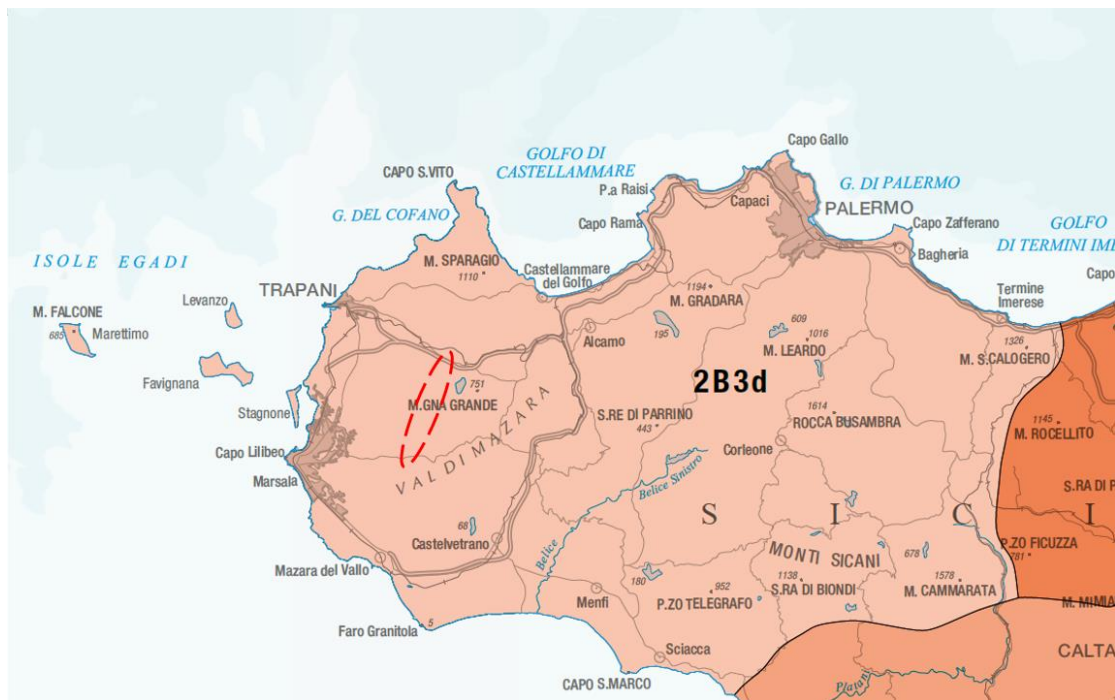 Capo Gallo
GOLFO DI
CASTELLAMMARE
CAPO S.VITO
P.a Raisi
G. DI PALERMO
Capaci
G. DEL COFANO
Capo Rama
PALERMO
Capo Zafferano
GOLFO
DI TERMINI IME
Bagheria
ISOLE EGADI
M. SPARAGIO
1110
Castellammare
del Golfo
Capo
TRAPANI
1194
M. GRADARA
Termine
Imerese
Levanzo
M. FALCONE
685
Marettimo
195
609
Alcamo
1016
M. LEARDO
1326
M. S.CALOGERO
Favignana
751
M.GNA GRANDE
2B3d
Stagnone
S.RE DI PARRINO
443
1614
ROCCA BUSAMBRA
1145
M. ROCELLITO
Capo Lilibeo
Marsala
VAL DI MAZARA
Corleone
Belice Sinistro
S.RA DI P
SICI
68
Castelvetrano
Belice
MONTI SICANI
678
P.ZO FICUZZA
781
Mazara del Vallo
180
952
P.ZO TELEGRAFO
1138
S.RA DI BIONDI
1578
M. CAMMARATA
Menfi
M. MIMIA
Faro Granitola
5
Sciacca
CALTA
CAPO S.MARCO
Platani